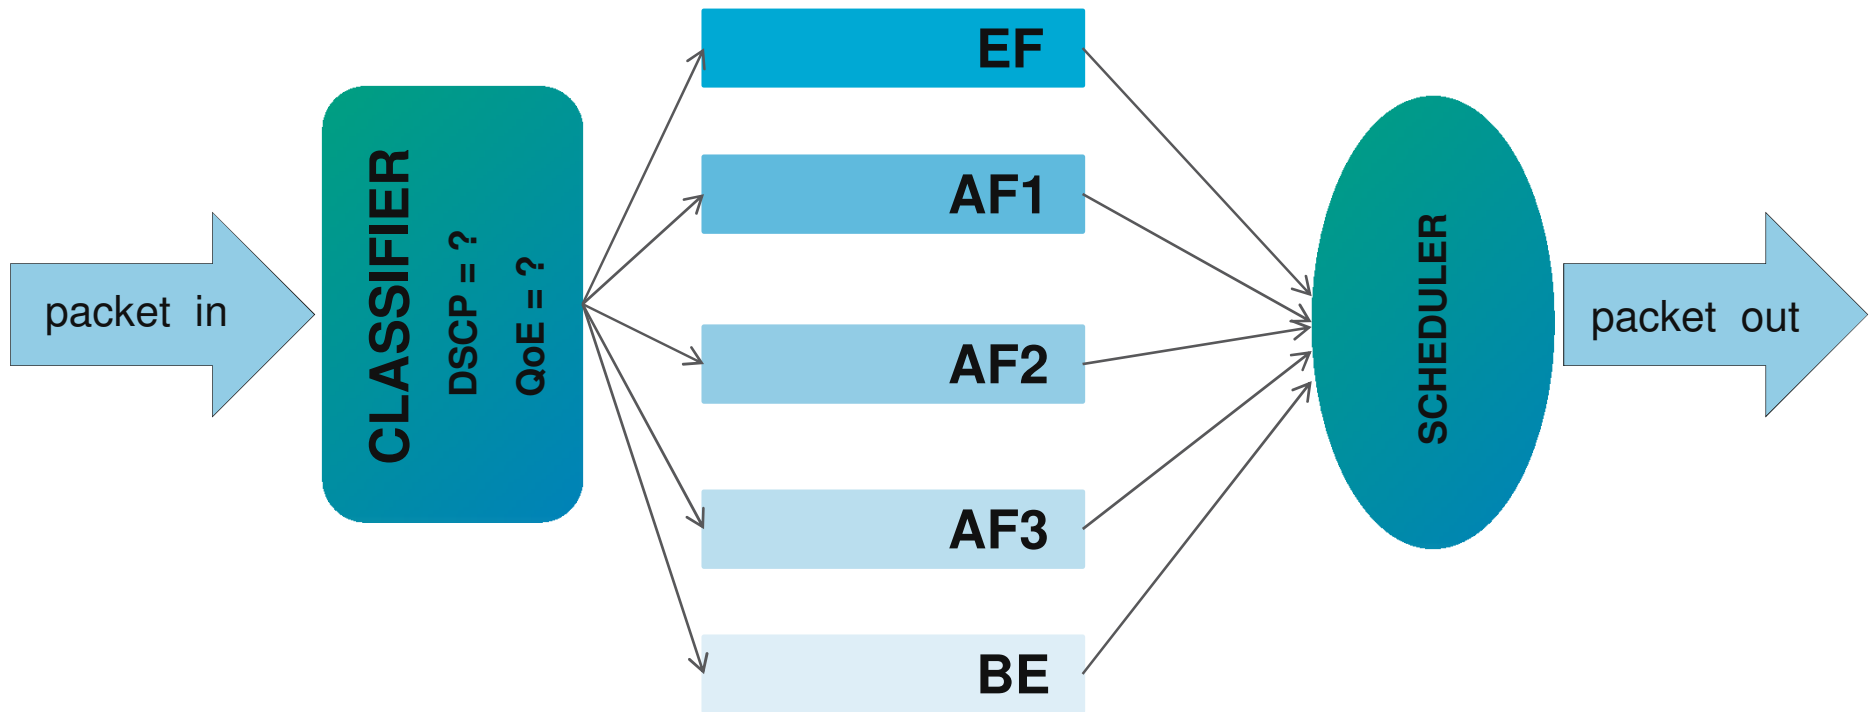 packet in
CLASSIFIER
DSCP = ?
QoE = ?
EF
AF1
AF2
AF3
BE
SCHEDULER
packet out